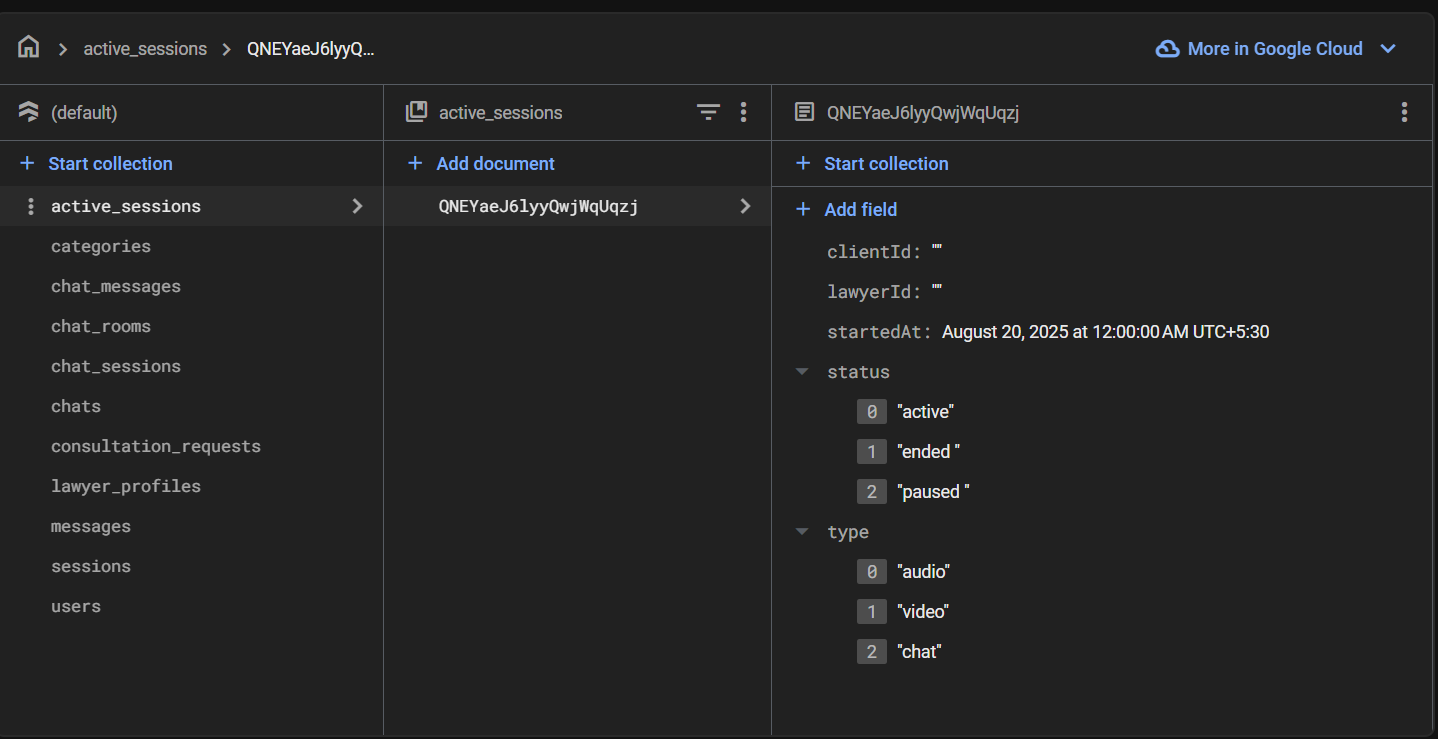 active_sessions
QNEYaeJ6lyyQ...
More in Google Cloud
(default)
active_sessions
QNEYaeJ6lyyQwjWqUqzj
+ Start collection
+ Add document
+ Start collection
active_sessions
QNEYaeJ6lyyQwjWqUqzj
+ Add field
categories
clientId: ""
chat_messages
lawyerId: ""
chat_rooms
startedAt: August 20, 2025 at 12:00:00 AM UTC+5:30
chat_sessions
status
chats
0 "active"
consultation_requests
1 "ended "
lawyer_profiles
2 "paused "
messages
type
sessions
0 "audio"
users
1 "video"
2 "chat"